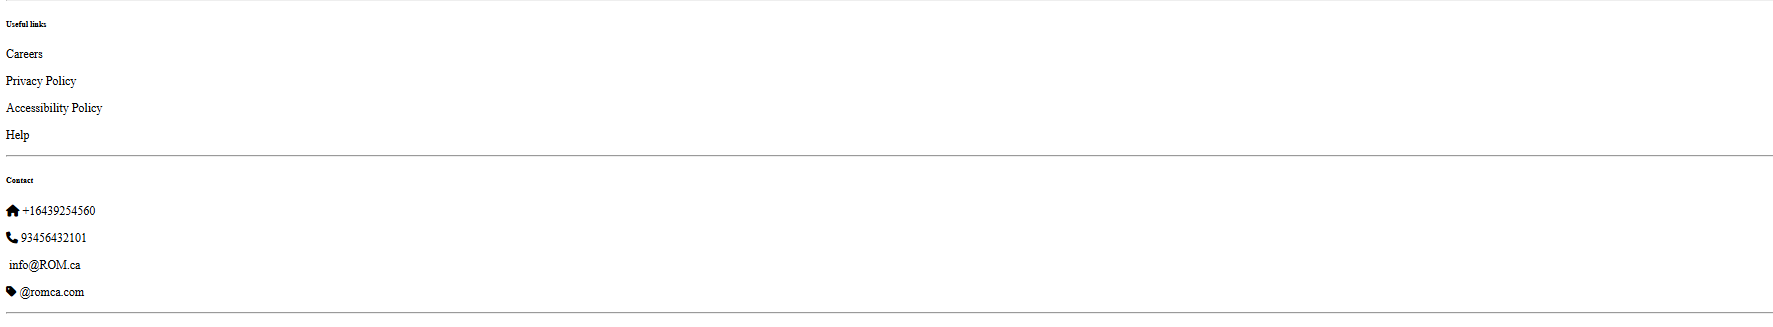 Useful links
Careers
Privacy Policy
Accessibility Policy
Help
Contact
+16439254560
93456432101
info@ROM.ca
@romca.com